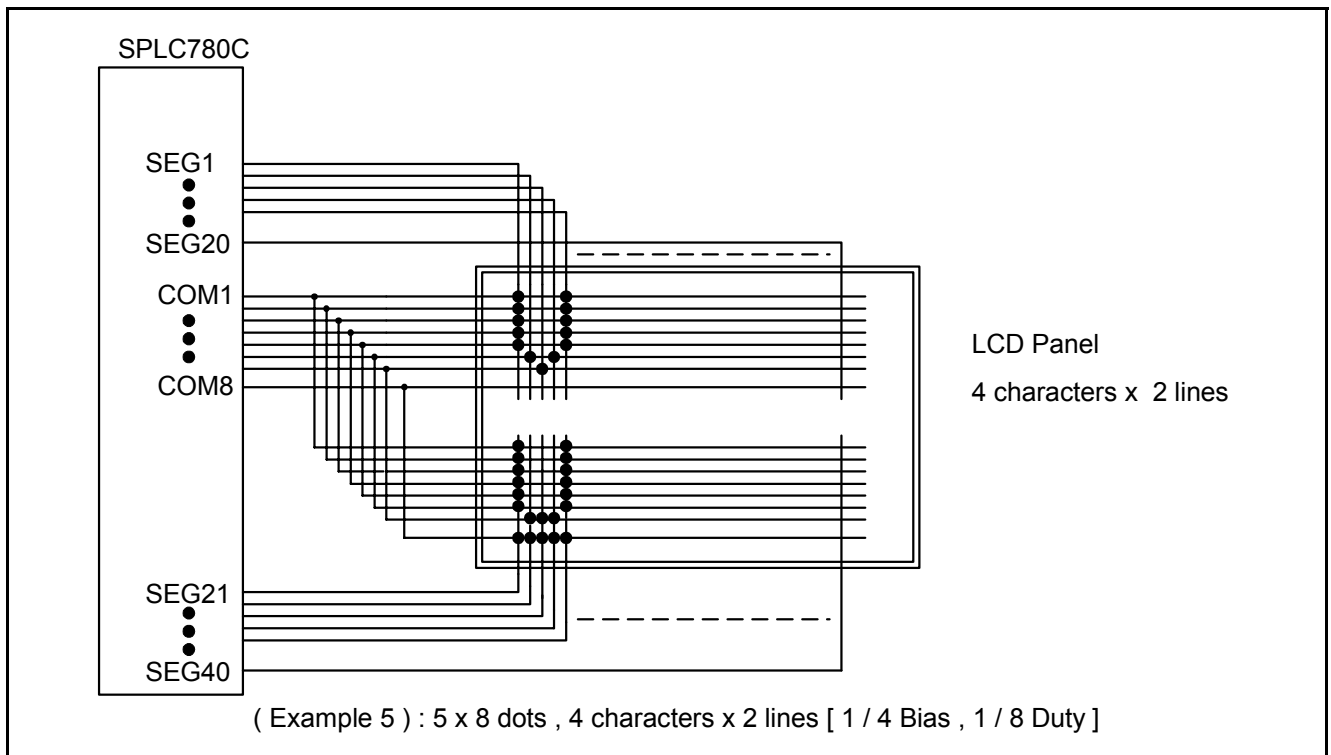 SPLC780C
SEG1
SEG20
COM1
COM8
LCD Panel
4 characters x 2 lines
SEG21
SEG40
( Example 5 ) : 5 x 8 dots , 4 characters x 2 lines [ 1 / 4 Bias , 1 / 8 Duty ]